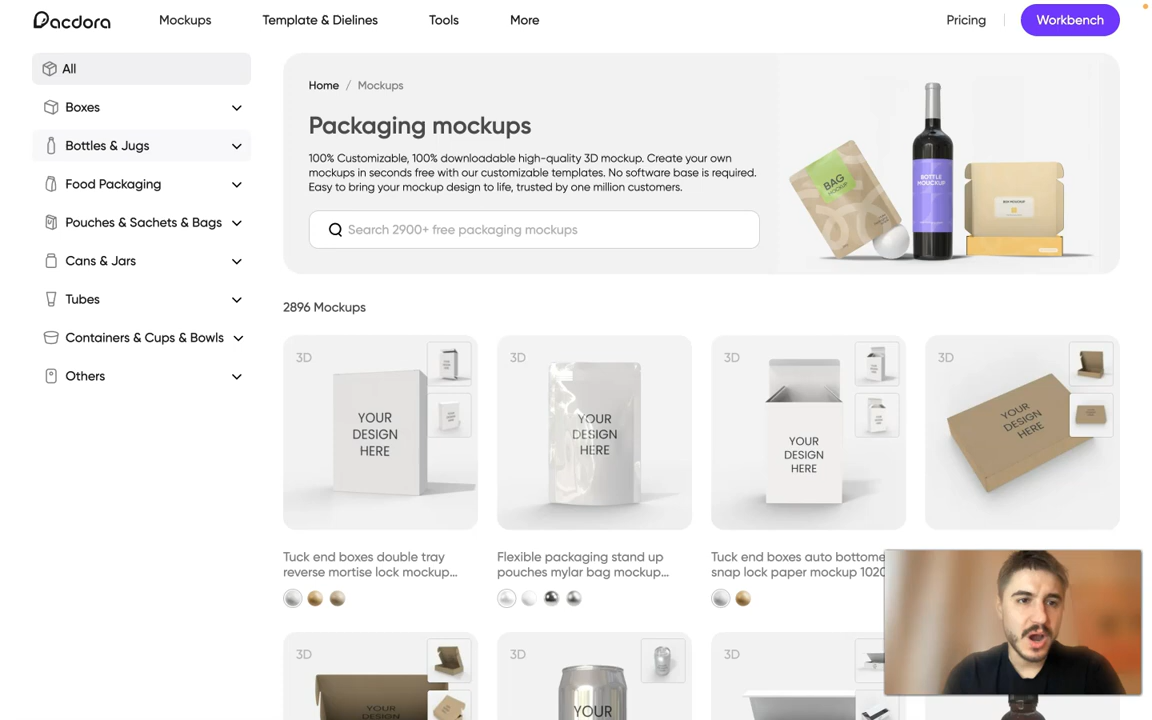 Pacdora
Mockups
Template & Dielines
Tools
More
Pricing
Workbench
All
Boxes
Bottles & Jugs
Food Packaging
Pouches & Sachets & Bags
Cans & Jars
Tubes
Containers & Cups & Bowls
Others
Home / Mockups
Packaging mockups
100% Customizable, 100% downloadable high-quality 3D mockup. Create your own
mockups in seconds free with our customizable templates. No software base is required.
Easy to bring your mockup design to life, trusted by one million customers.
Search 2900+ free packaging mockups
BAG
MOCKUP
BOTTLE
MOUCKUP
BOX MOCKUP
2896 Mockups
3D
YOUR
DESIGN
HERE
3D
YOUR
DESIGN
HERE
3D
YOUR
DESIGN
HERE
3D
YOUR
DESIGN
HERE
Tuck end boxes double tray
reverse mortise lock mockup...
Flexible packaging stand up
pouches mylar bag mockup...
Tuck end boxes auto bottome
snap lock paper mockup 1020
3D
YOUR
DESIGN
3D
YOUR
3D